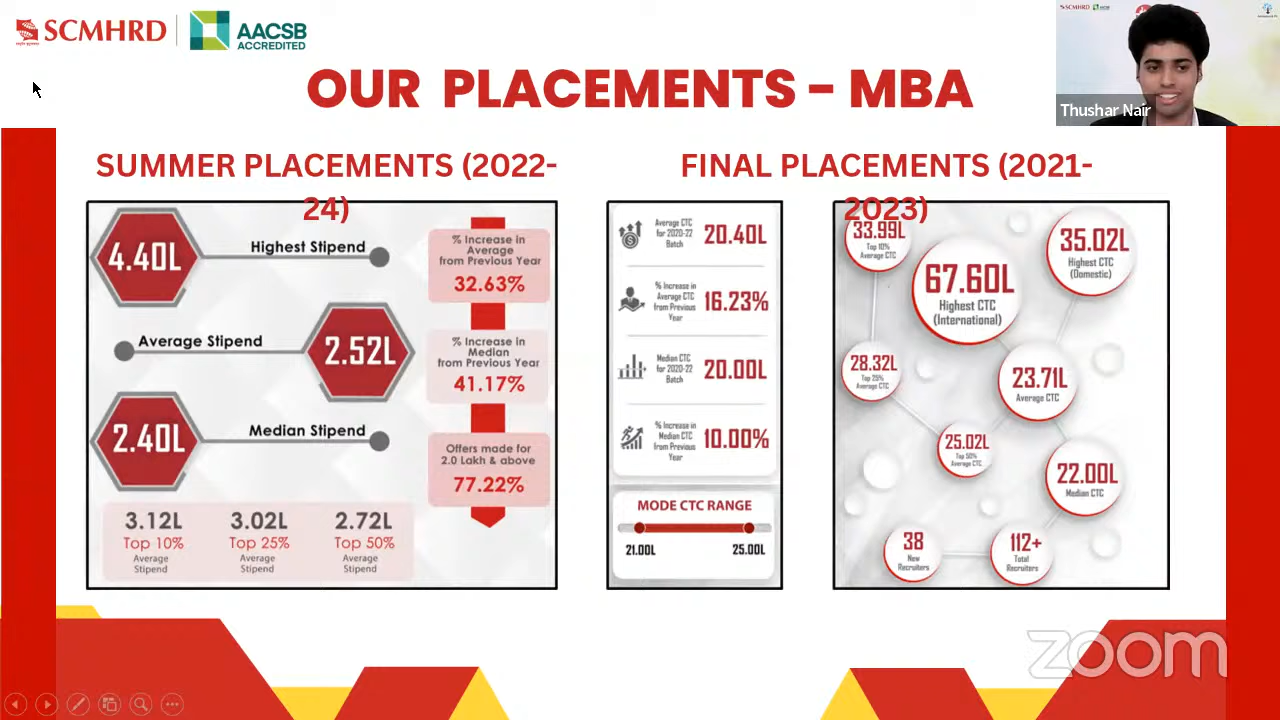 SCMHRD
AACSB
ACCREDITED
OUR PLACEMENTS - MBA
Thushar Nair
SUMMER PLACEMENTS (2022-
24)
4.40L
Highest Stipend
Average Stipend
2.52L
2.40L
Median Stipend
3.12L
Top 10%
Average
Stipend
3.02L
Top 25%
Average
Stipend
2.72L
Top 50%
Average
Stipend
% Increase in
Average
from Previous Year
32.63%
% Increase in
Median
from Previous Year
41.17%
Offers made for
2.0 Lakh & above
77.22%
FINAL PLACEMENTS (2021-
2023)
Average CTC
for 2020-22
Batch
20.40L
% Increase in
Average CTC
from Previous
Year
16.23%
Median CTC
for 2020-22
Batch
20.00L
% Increase in
Median CTC
from Previous
Year
10.00%
MODE CTC RANGE
21.00L
25.00L
33.99L
Top 10%
Average CTC
67.60L
Highest CTC
(International)
35.02L
Highest CTC
(Domestic)
28.32L
Top 25%
Average CTC
23.71L
Average CTC
25.02L
Top 50%
Average CTC
22.00L
Median CTC
38
New
Recruiters
112+
Total
Recruiters
zoom